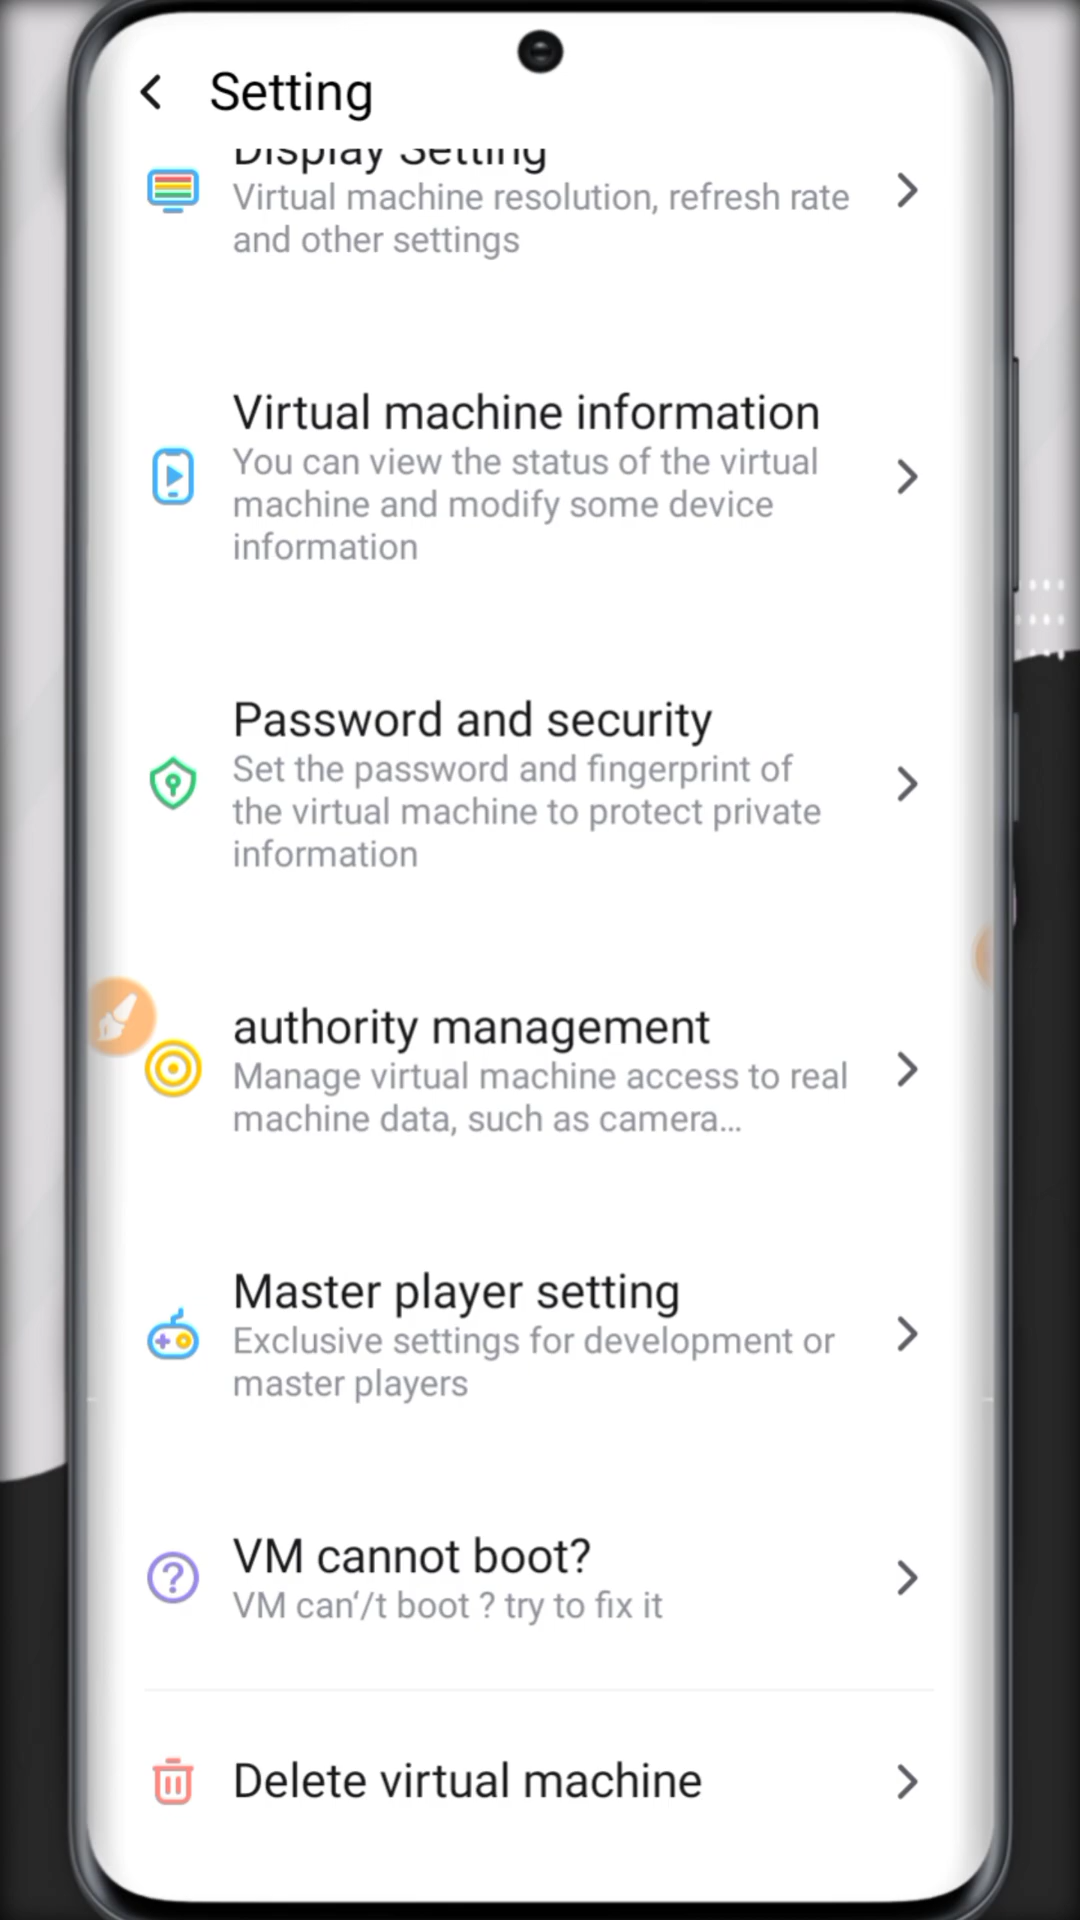 Setting
Display Setting
Virtual machine resolution, refresh rate
and other settings
Virtual machine information
You can view the status of the virtual
machine and modify some device
information
Password and security
Set the password and fingerprint of
the virtual machine to protect private
information
authority management
Manage virtual machine access to real
machine data, such as camera...
Master player setting
Exclusive settings for development or
master players
VM cannot boot?
VM can‘/t boot ? try to fix it
Delete virtual machine